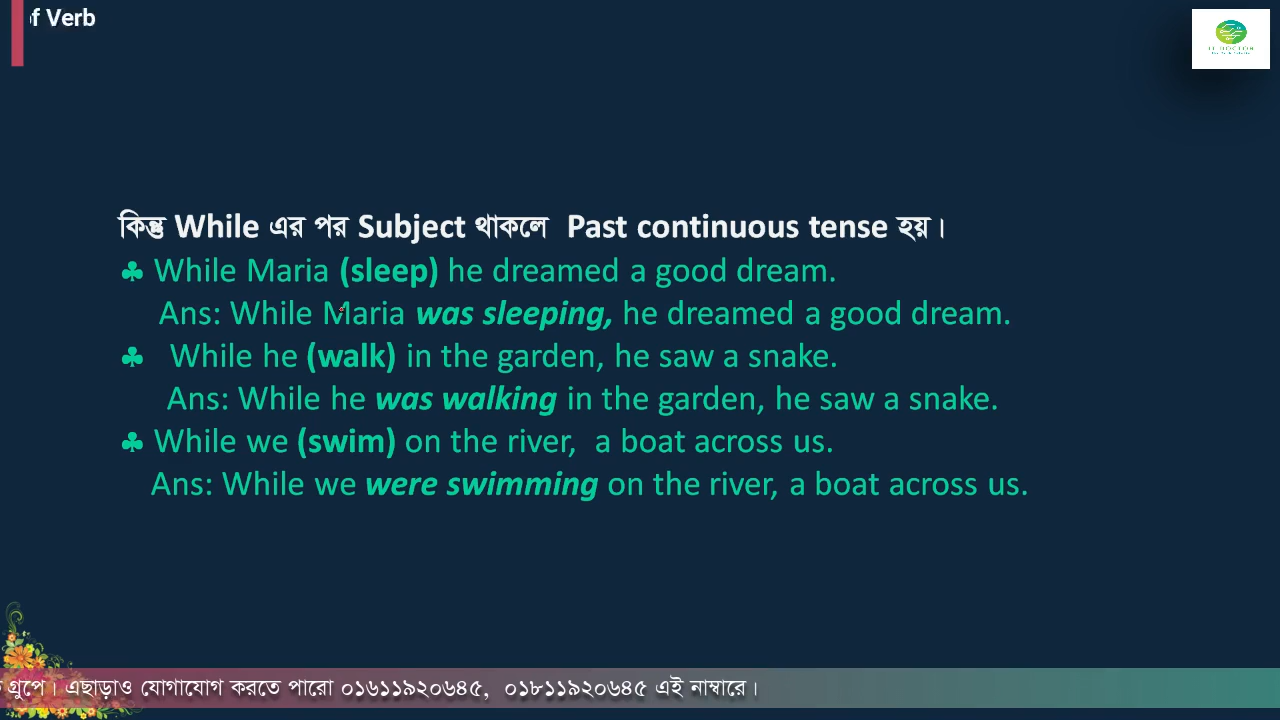 of Verb
কিন্তু While এর পর Subject থাকলে Past continuous tense হয়।
♣ While Maria (sleep) he dreamed a good dream.
Ans: While Maria was sleeping, he dreamed a good dream.
♣ While he (walk) in the garden, he saw a snake.
Ans: While he was walking in the garden, he saw a snake.
♣ While we (swim) on the river, a boat across us.
Ans: While we were swimming on the river, a boat across us.
গ্রুপে। এছাড়াও যোগাযোগ করতে পারো ০১৬১১৯২০৬৪৫, ০১৮১১৯২০৬৪৫ এই নাম্বারে।